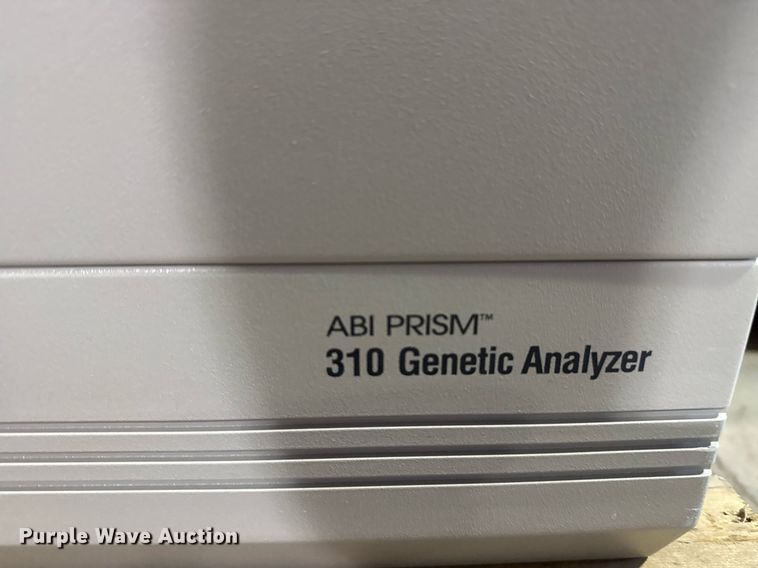 ABI PRISM™
310 Genetic Analyzer
Purple Wave Auction